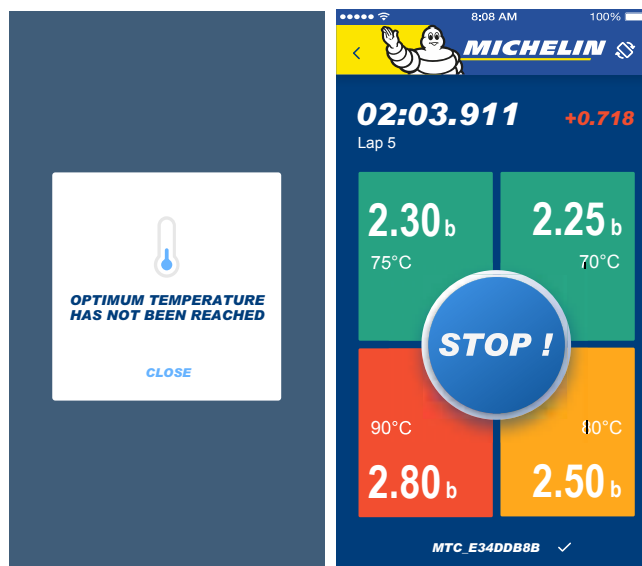 OPTIMUM TEMPERATURE
HAS NOT BEEN REACHED
CLOSE
8:08 AM 100%
MICHELIN
02:03.911 +0.718
Lap 5
2.30 b 2.25 b
75°C 70°C
STOP !
90°C 80°C
2.80 b 2.50 b
MTC_E34DDB8B